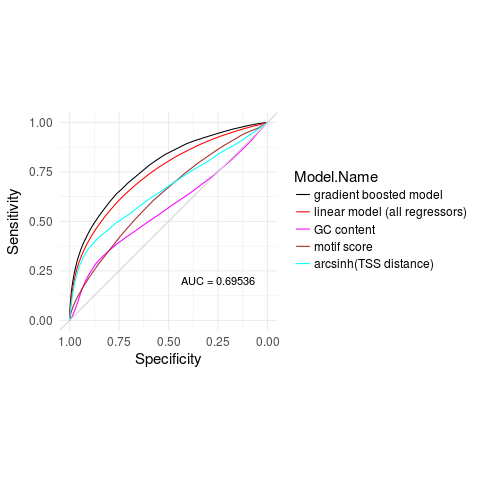 1.00
0.75
0.50
0.25
0.00
Sensitivity
AUC = 0.69536
1.00 0.75 0.50 0.25 0.00
Specificity
Model.Name
gradient boosted model
linear model (all regressors)
GC content
motif score
arcsinh(TSS distance)